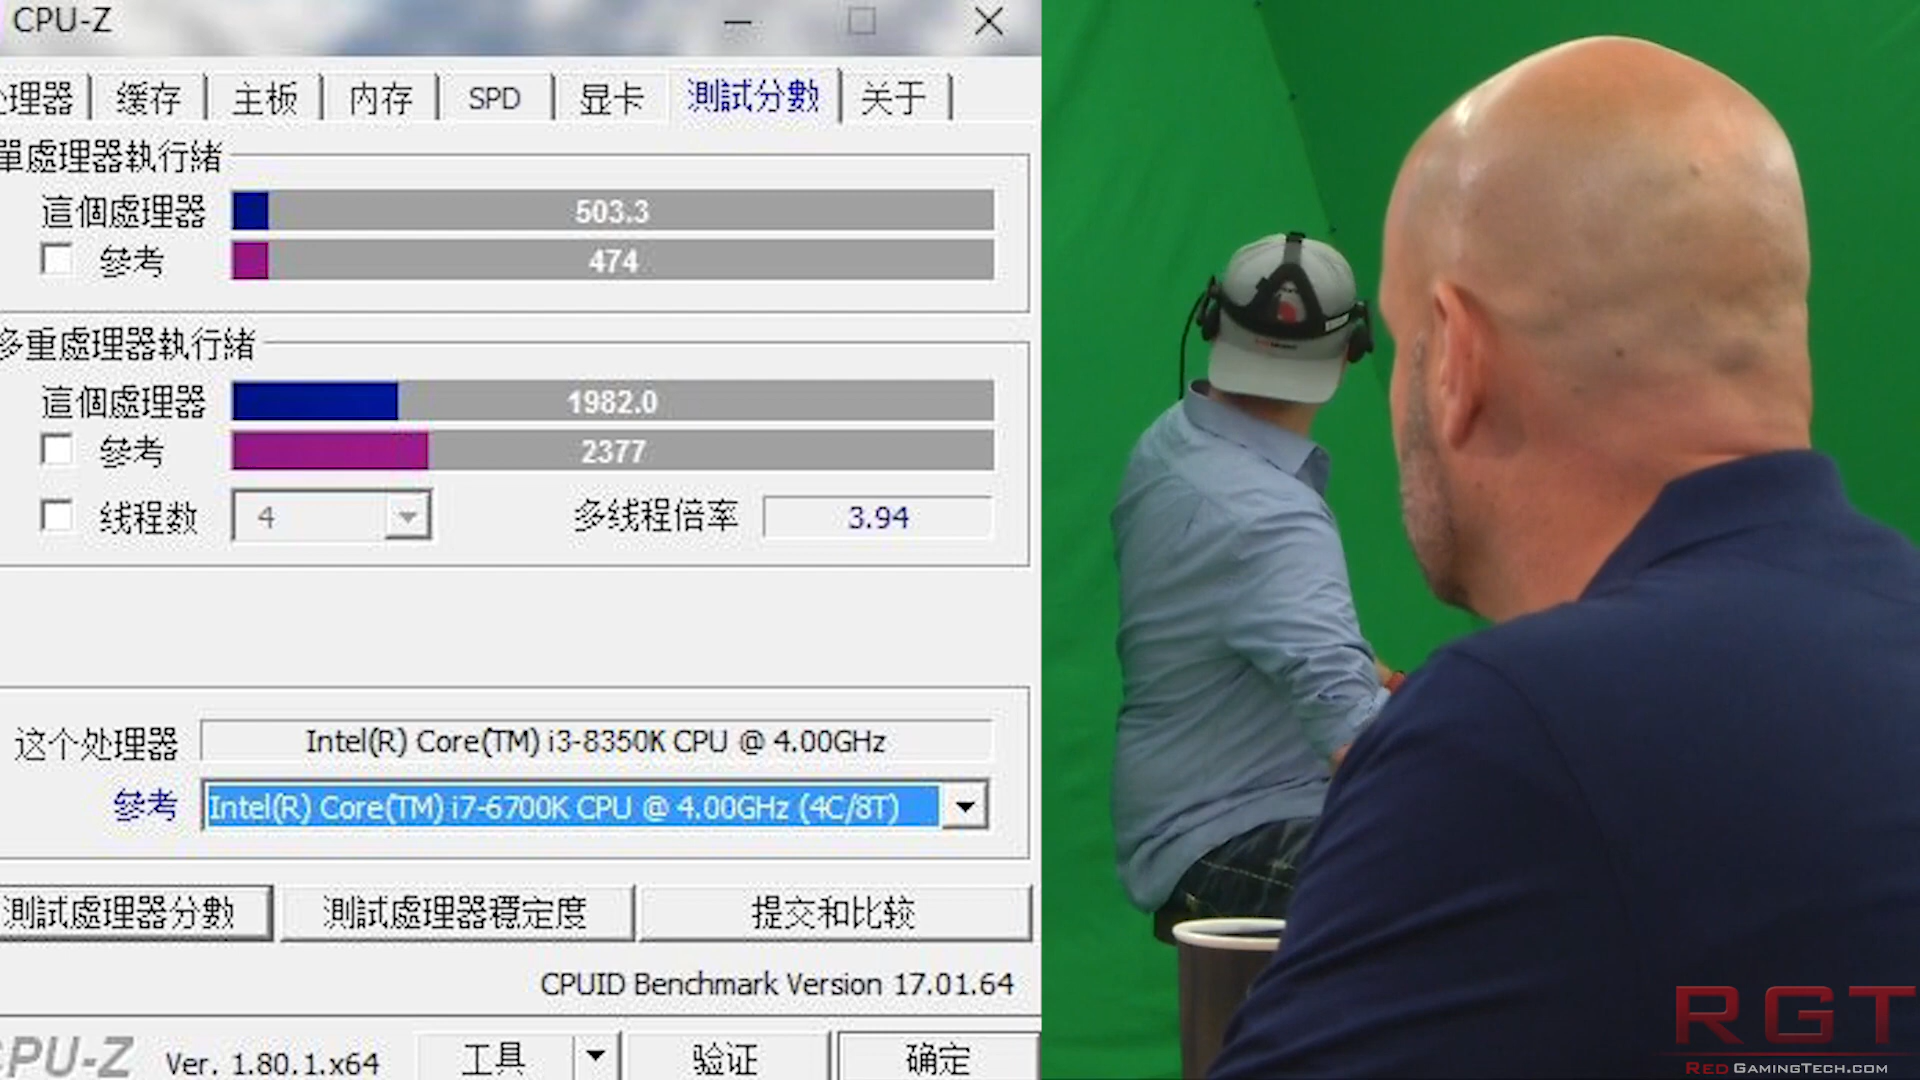 CPU-Z
处理器 缓存 主板 内存 SPD 显卡 測試分數 关于
單處理器執行緒
這個處理器 503.3
參考 474
多重處理器執行緒
這個處理器 1982.0
參考 2377
线程数 4 多线程倍率 3.94
这个处理器 Intel(R) Core(TM) i3-8350K CPU @ 4.00GHz
參考 Intel(R) Core(TM) i7-6700K CPU @ 4.00GHz (4C/8T)
測試處理器分數 測試處理器穩定度 提交和比较
CPUID Benchmark Version 17.01.64
CPU-Z Ver. 1.80.1.x64 工具 验证 确定
RGT
REDGAMINGTECH.COM